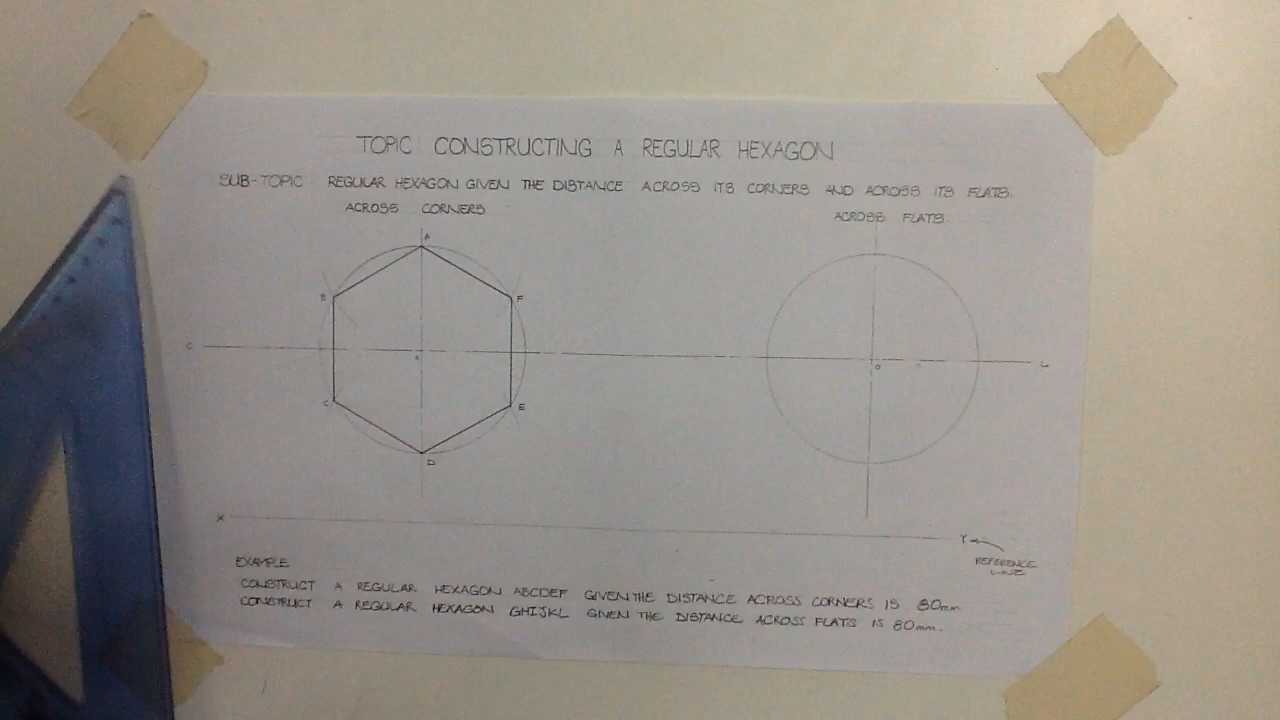 TOPIC CONSTRUCTING A REGULAR HEXAGON
SUB-TOPIC REGULAR HEXAGON GIVEN THE DISTANCE ACROSS ITS CORNERS AND ACROSS ITS FLATS.
ACROSS CORNERS
ACROSS FLATS.
A
B
F
C
O
O
L
C
E
D
X
Y
REFERENCE
LINE
EXAMPLE
CONSTRUCT A REGULAR HEXAGON ABCDEF GIVEN THE DISTANCE ACROSS CORNERS IS 80mm
CONSTRUCT A REGULAR HEXAGON GHIJKL GIVEN THE DISTANCE ACROSS FLATS IS 80mm.